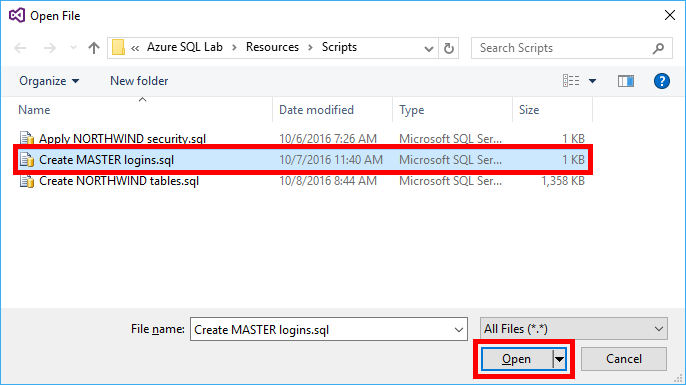 Open File
« Azure SQL Lab > Resources > Scripts
Search Scripts
Organize
New folder
?
Name Date modified Type Size
Apply NORTHWIND security.sql 10/6/2016 7:26 AM Microsoft SQL Ser... 1 KB
Create MASTER logins.sql 10/7/2016 11:40 AM Microsoft SQL Ser... 1 KB
Create NORTHWIND tables.sql 10/8/2016 8:44 AM Microsoft SQL Ser... 1,358 KB
File name: Create MASTER logins.sql All Files (*.*)
Open Cancel